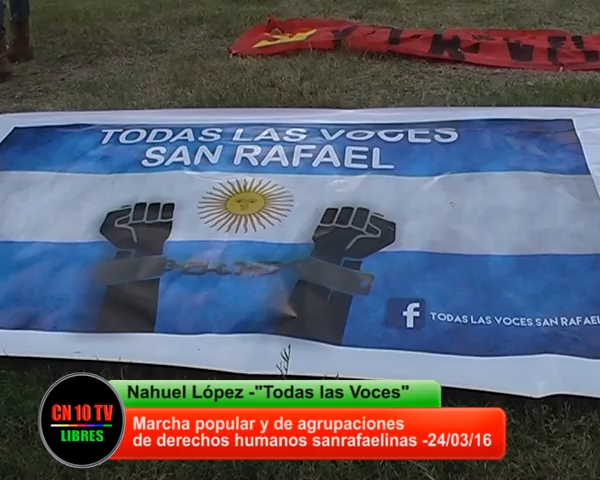 TODAS LAS VOCES
SAN RAFAEL
f TODAS LAS VOCES SAN RAFAEL
CN 10 TV
LIBRES
Nahuel López -"Todas las Voces"
Marcha popular y de agrupaciones
de derechos humanos sanrafaelinas -24/03/16